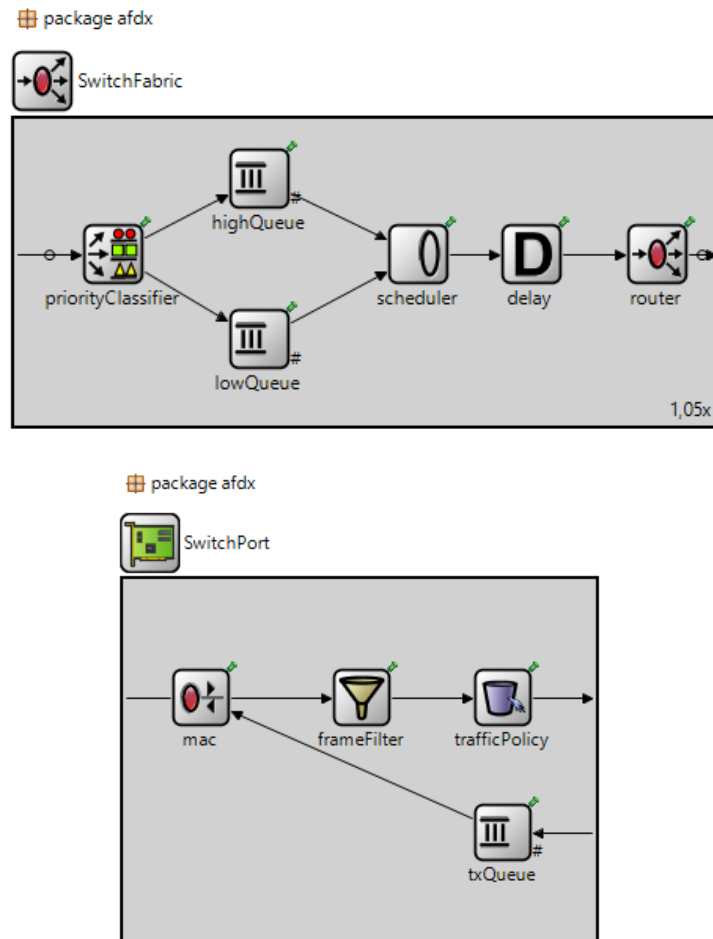 package afdx
SwitchFabric
highQueue
#
priorityClassifier
scheduler
D
delay
router
lowQueue
#
1,05x
package afdx
SwitchPort
mac
frameFilter
trafficPolicy
txQueue
#